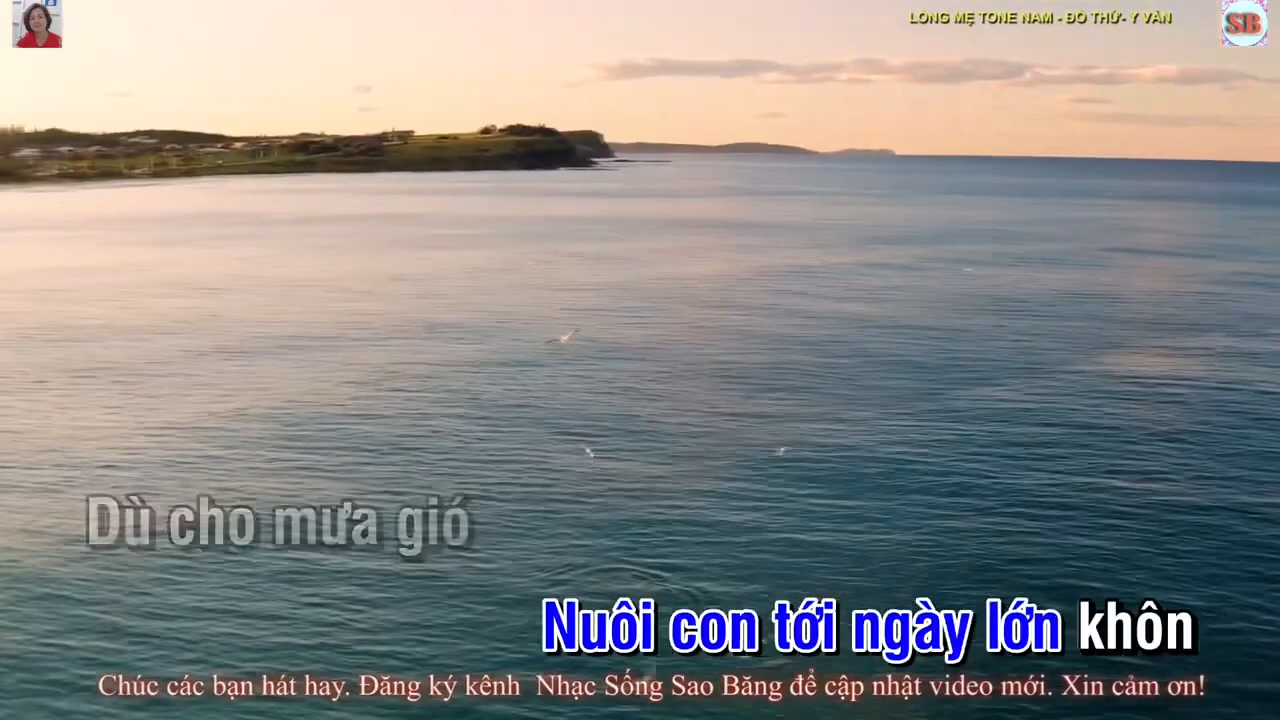 LÒNG MẸ TONE NAM - ĐÔ THỨ- Y VÂN
SB
Dù cho mưa gió
Nuôi con tới ngày lớn khôn
Chúc các bạn hát hay. Đăng ký kênh  Nhạc Sống Sao Băng để cập nhật video mới. Xin cảm ơn!